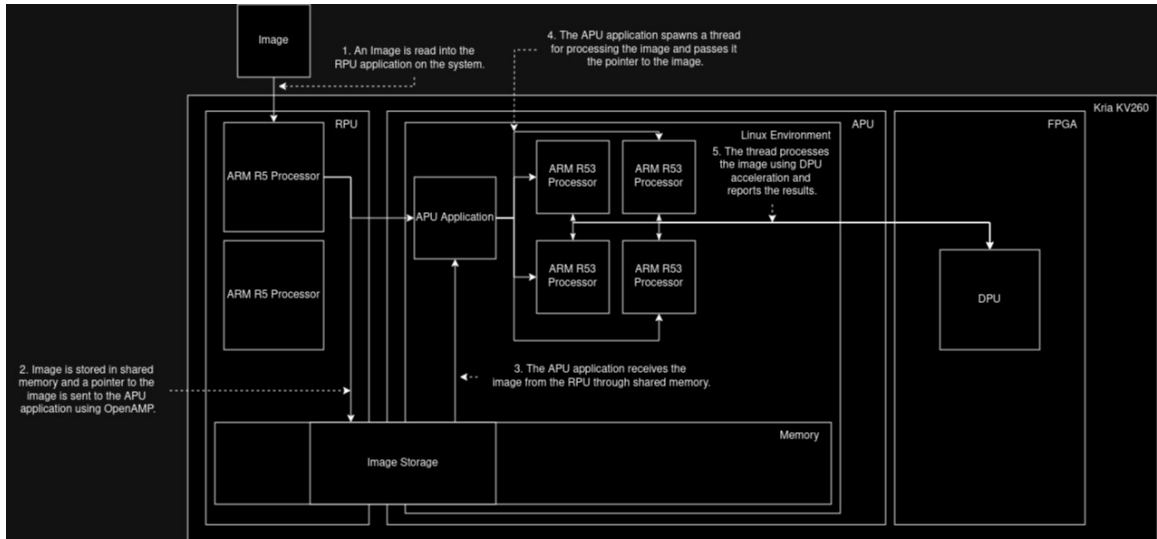 Image
1. An Image is read into the
RPU application on the system.
4. The APU application spawns a thread
for processing the image and passes it
the pointer to the image.
Kria KV260
RPU
APU
FPGA
Linux Environment
5. The thread processes
the image using DPU
acceleration and
reports the results.
ARM R5 Processor
ARM R5 Processor
APU Application
ARM R53
Processor
ARM R53
Processor
ARM R53
Processor
ARM R53
Processor
DPU
2. Image is stored in shared
memory and a pointer to the
image is sent to the APU
application using OpenAMP.
3. The APU application receives the
image from the RPU through shared memory.
Memory
Image Storage